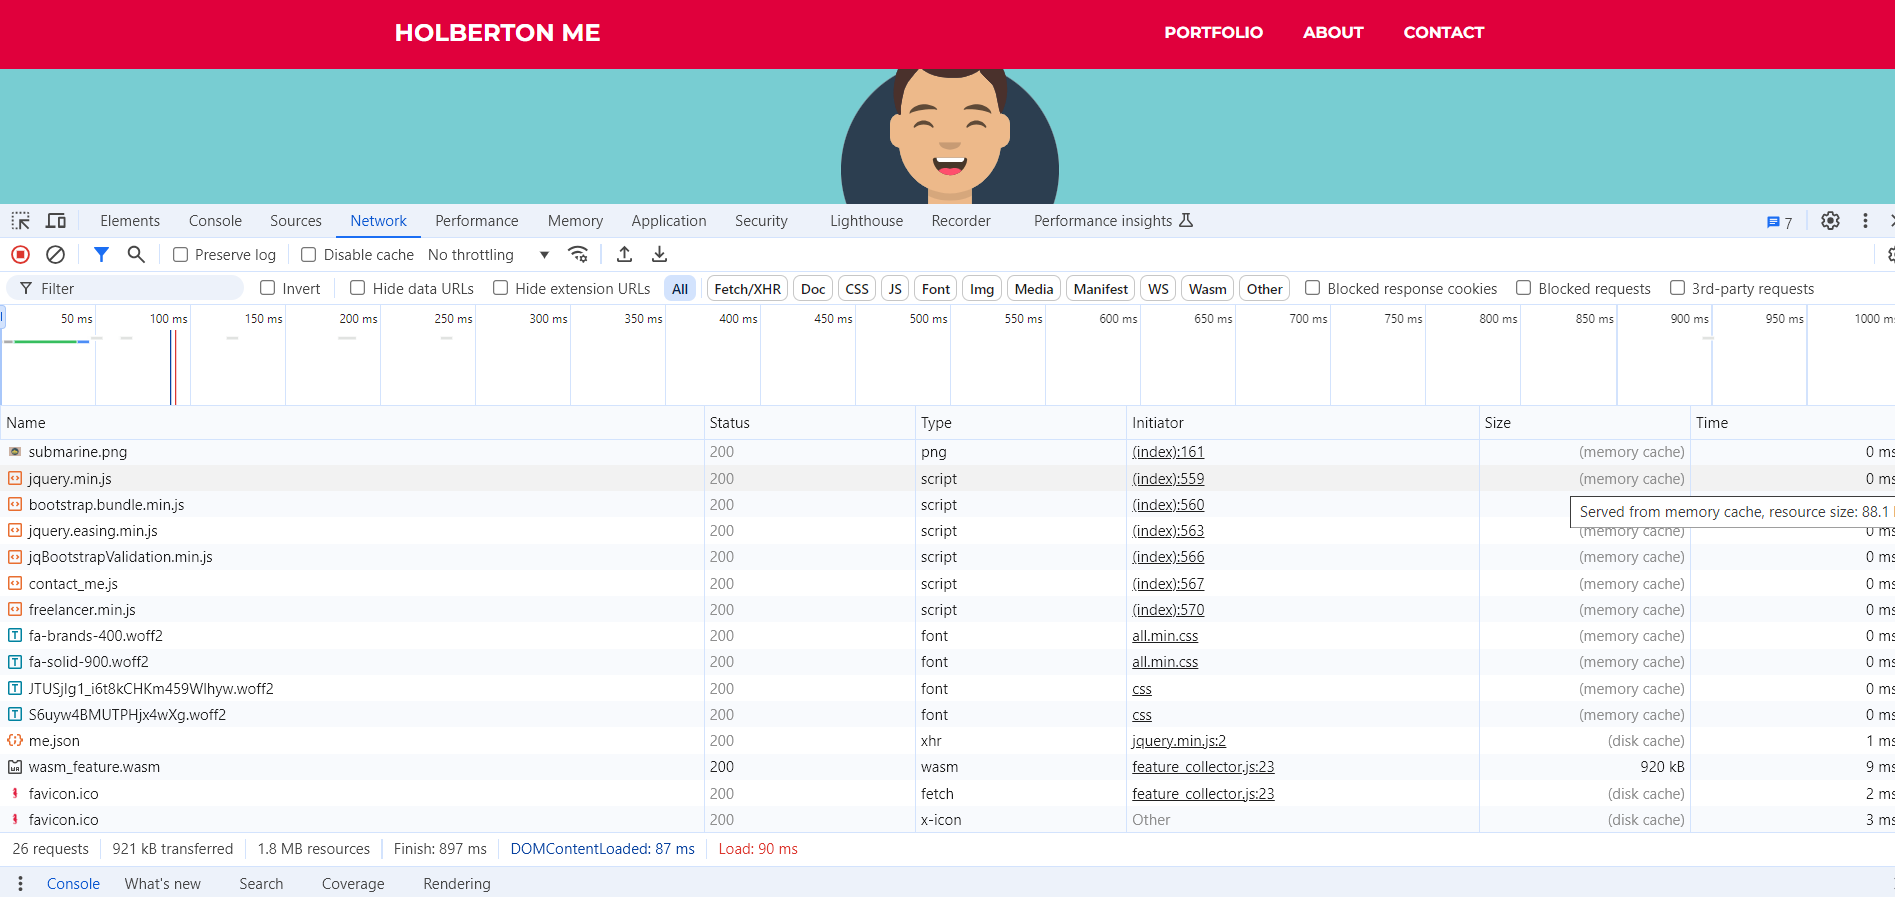 HOLBERTON ME PORTFOLIO ABOUT CONTACT
Elements Console Sources Network Performance Memory Application Security Lighthouse Recorder Performance insights 7
Preserve log Disable cache No throttling
Filter Invert Hide data URLs Hide extension URLs All Fetch/XHR Doc CSS JS Font Img Media Manifest WS Wasm Other Blocked response cookies Blocked requests 3rd-party requests
50 ms 100 ms 150 ms 200 ms 250 ms 300 ms 350 ms 400 ms 450 ms 500 ms 550 ms 600 ms 650 ms 700 ms 750 ms 800 ms 850 ms 900 ms 950 ms 1000 ms
Name Status Type Initiator Size Time
submarine.png 200 png (index):161 (memory cache) 0 ms
jquery.min.js 200 script (index):559 (memory cache) 0 ms
bootstrap.bundle.min.js 200 script (index):560
Served from memory cache, resource size: 88.1
jquery.easing.min.js 200 script (index):563 (memory cache) 0 ms
jqBootstrapValidation.min.js 200 script (index):566 (memory cache) 0 ms
contact_me.js 200 script (index):567 (memory cache) 0 ms
freelancer.min.js 200 script (index):570 (memory cache) 0 ms
fa-brands-400.woff2 200 font all.min.css (memory cache) 0 ms
fa-solid-900.woff2 200 font all.min.css (memory cache) 0 ms
JTUSjIg1_i6t8kCHKm459Wlhyw.woff2 200 font css (memory cache) 0 ms
S6uyw4BMUTPHjx4wXg.woff2 200 font css (memory cache) 0 ms
me.json 200 xhr jquery.min.js:2 (disk cache) 1 ms
wasm_feature.wasm 200 wasm feature_collector.js:23 920 kB 9 ms
favicon.ico 200 fetch feature_collector.js:23 (disk cache) 2 ms
favicon.ico 200 x-icon Other (disk cache) 3 ms
26 requests 921 kB transferred 1.8 MB resources Finish: 897 ms DOMContentLoaded: 87 ms Load: 90 ms
Console What's new Search Coverage Rendering